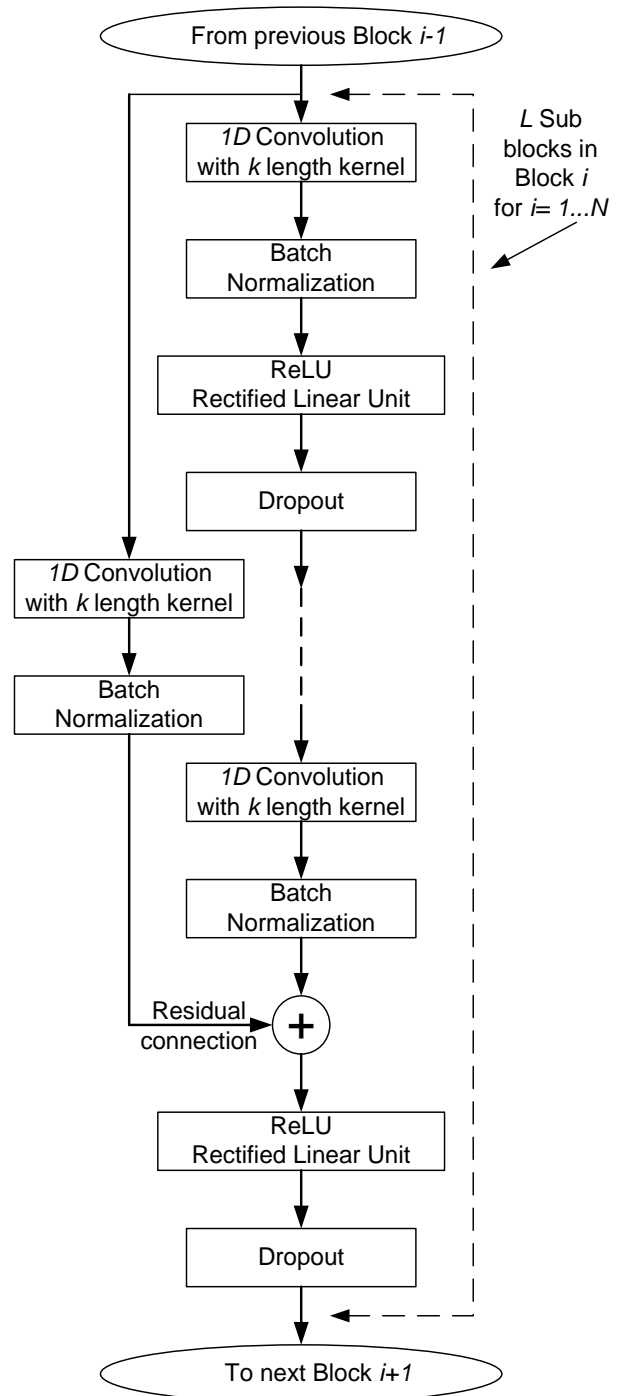 From previous Block i-1
L Sub
blocks in
Block i
for i= 1...N
1D Convolution
with k length kernel
Batch
Normalization
ReLU
Rectified Linear Unit
Dropout
1D Convolution
with k length kernel
Batch
Normalization
1D Convolution
with k length kernel
Batch
Normalization
Residual
connection
+
ReLU
Rectified Linear Unit
Dropout
To next Block i+1